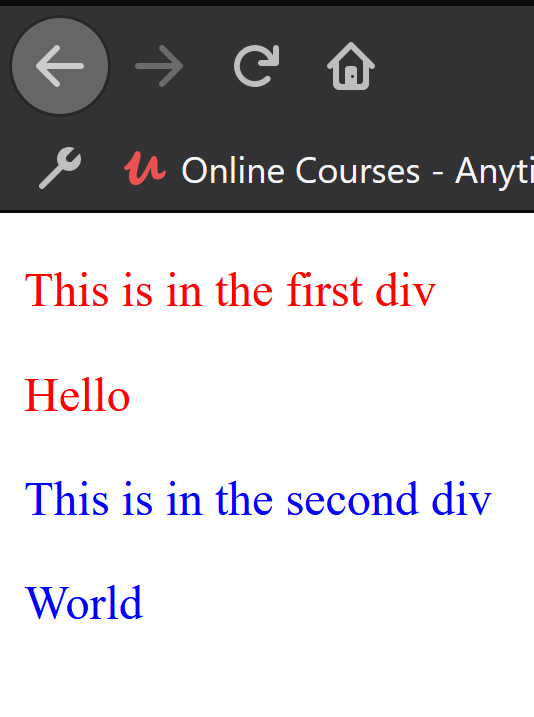 Online Courses - Anyti
This is in the first div
Hello
This is in the second div
World